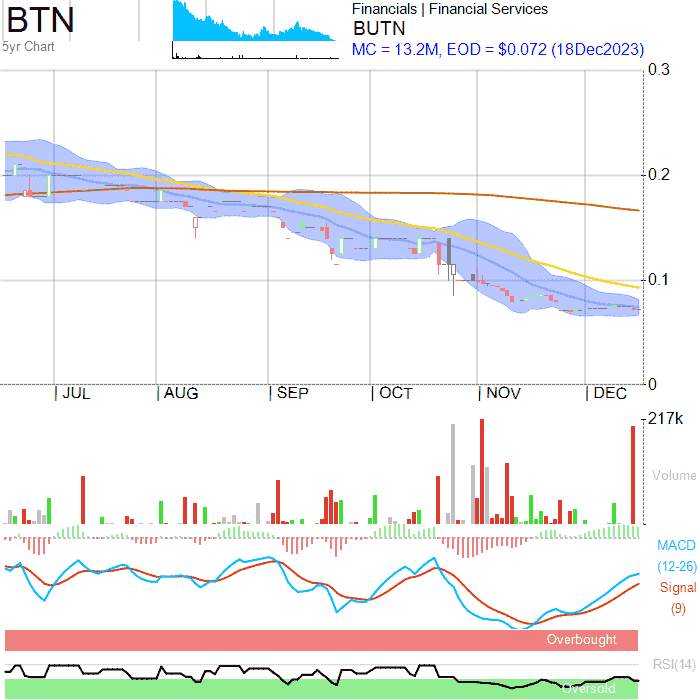 BTN
5yr Chart
Financials | Financial Services
BUTN
MC = 13.2M, EOD = $0.072 (18Dec2023)
0.3
0.2
0.1
0
JUL AUG SEP OCT NOV DEC
217k
Volume
MACD
(12-26)
Signal
(9)
Overbought
RSI(14)
Oversold